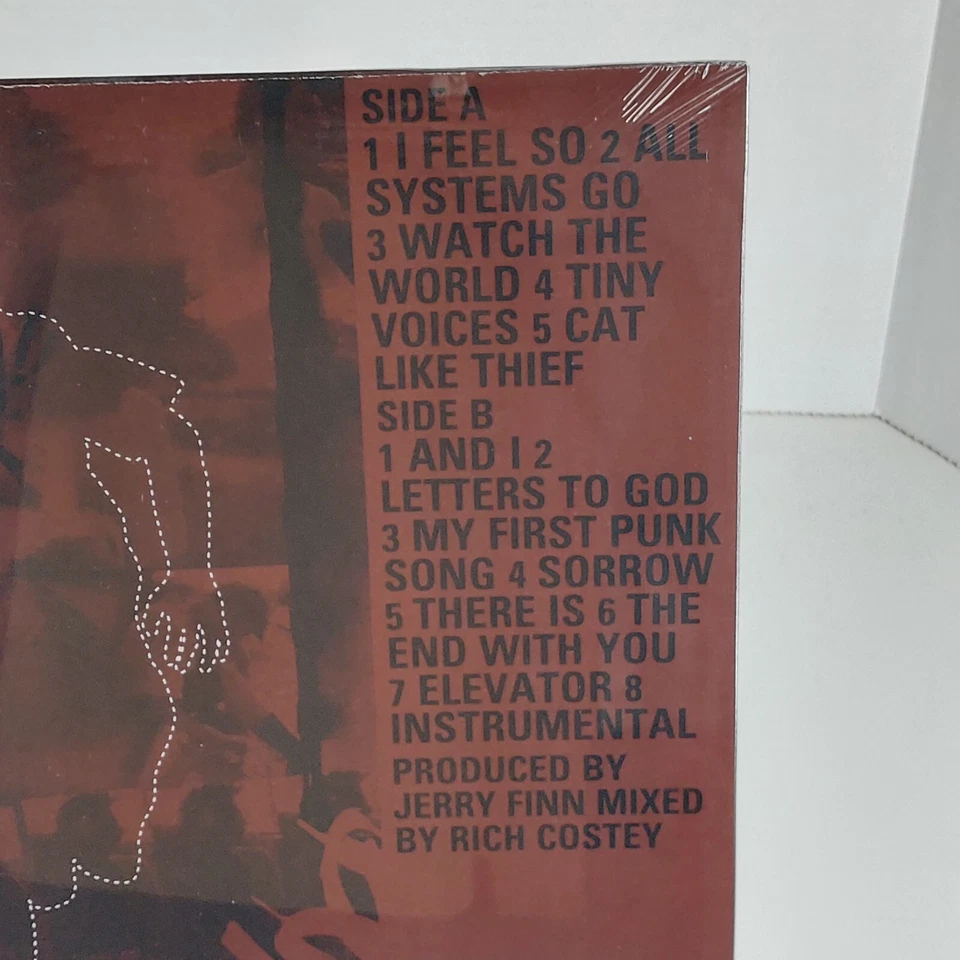 SIDE A
1 I FEEL SO 2 ALL
SYSTEMS GO
3 WATCH THE
WORLD 4 TINY
VOICES 5 CAT
LIKE THIEF
SIDE B
1 AND I 2
LETTERS TO GOD
3 MY FIRST PUNK
SONG 4 SORROW
5 THERE IS 6 THE
END WITH YOU
7 ELEVATOR 8
INSTRUMENTAL
PRODUCED BY
JERRY FINN MIXED
BY RICH COSTEY